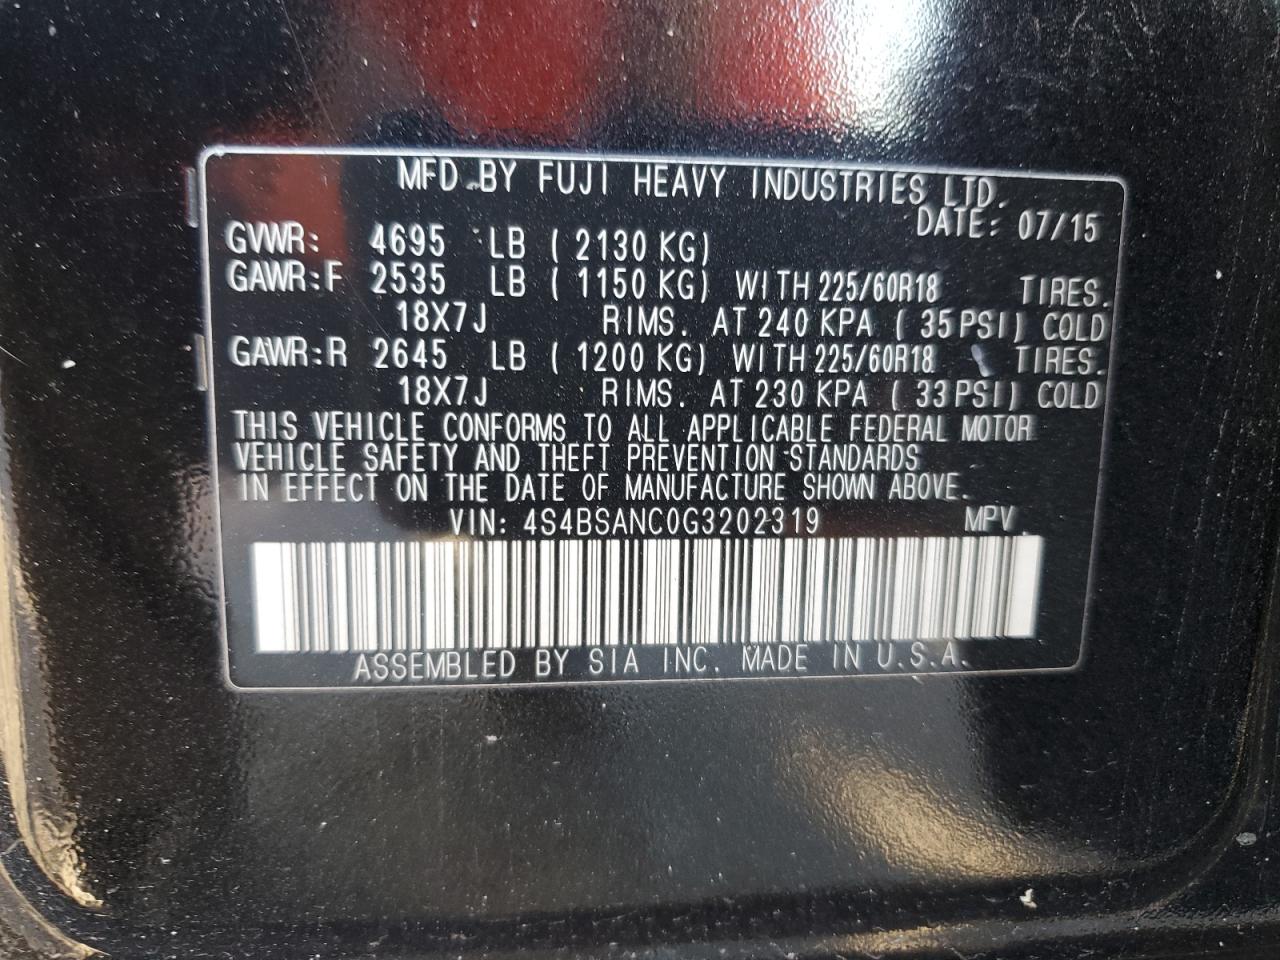 MFD.BY FUJI HEAVY INDUSTRIES LTD.
DATE: 07/15
GVWR: 4695 LB ( 2130 KG)
GAWR:F 2535 LB ( 1150 KG) WITH 225/60R18 TIRES.
18X7J RIMS. AT 240 KPA ( 35PSI) COLD
GAWR:R 2645 LB ( 1200 KG) WITH 225/60R18 TIRES.
18X7J RIMS. AT 230 KPA ( 33PSI) COLD
THIS VEHICLE CONFORMS TO ALL APPLICABLE FEDERAL MOTOR
VEHICLE SAFETY AND THEFT PREVENTION STANDARDS
IN EFFECT ON THE DATE OF MANUFACTURE SHOWN ABOVE.
VIN: 4S4BSANC0G3202319 MPV
ASSEMBLED BY SIA INC. MADE IN U.S.A.